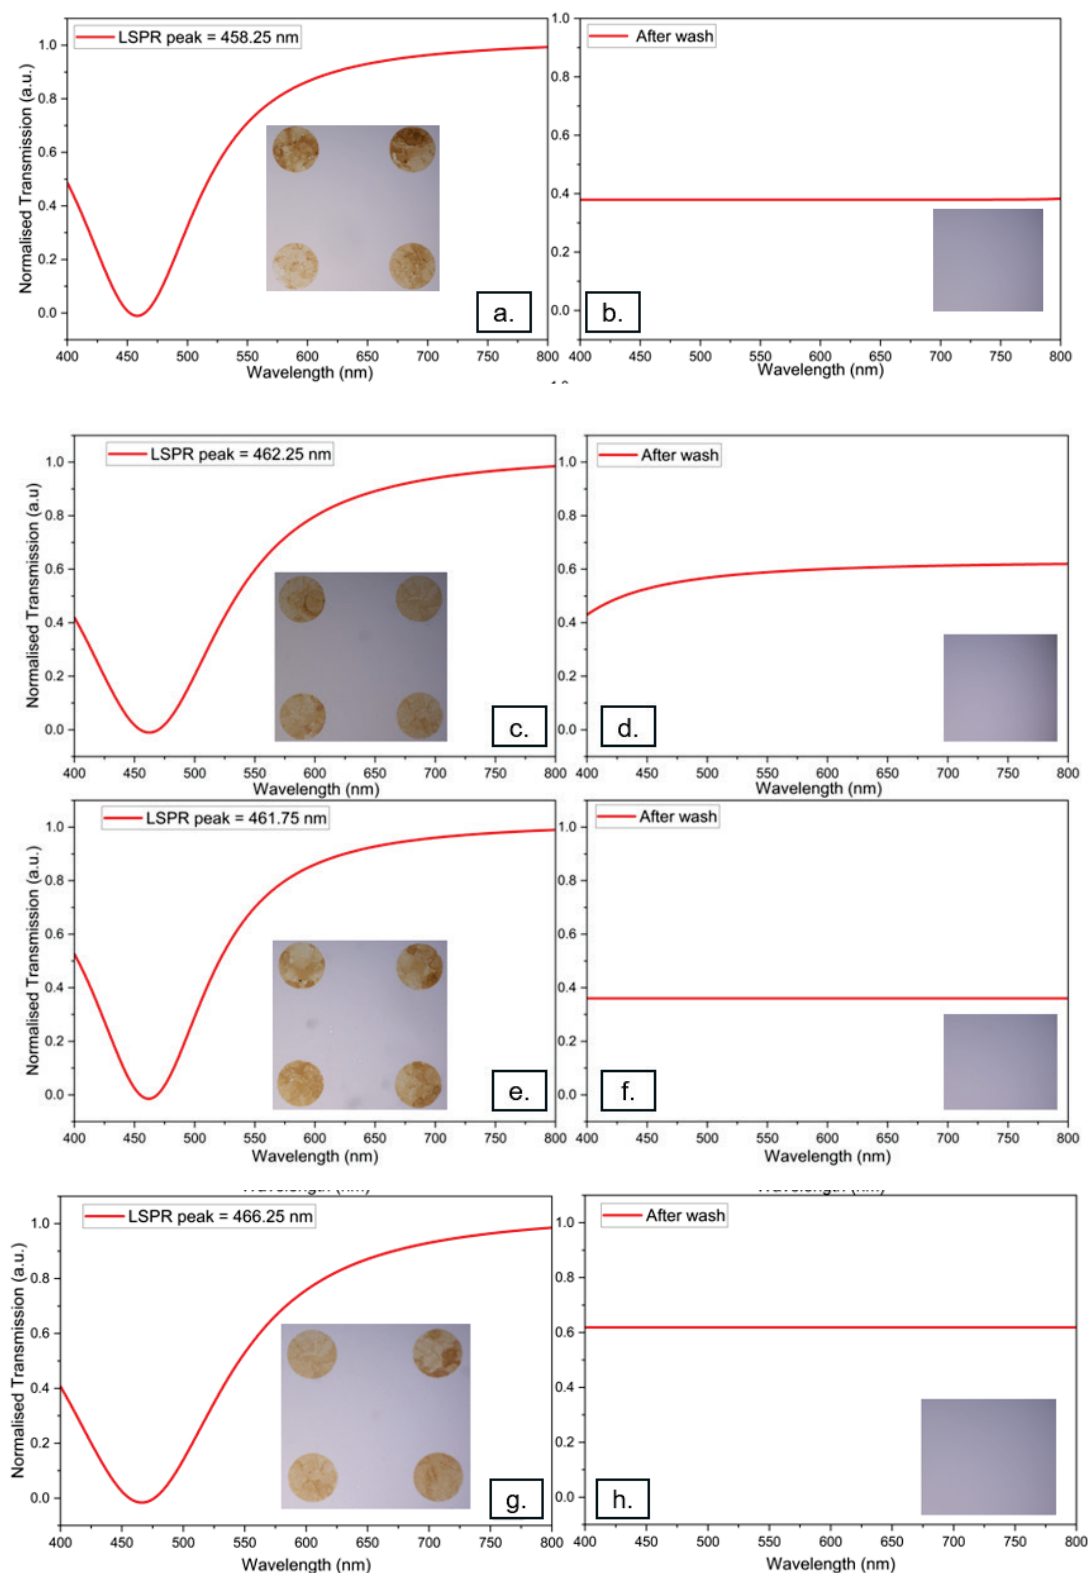 LSPR peak = 458.25 nm
Normalised Transmission (a.u.)
1.0
0.8
0.6
0.4
0.2
0.0
a.
400 450 500 550 600 650 700 750 800
Wavelength (nm)
After wash
1.0
0.8
0.6
0.4
0.2
0.0
b.
400 450 500 550 600 650 700 750 800
Wavelength (nm)
LSPR peak = 462.25 nm
Normalised Transmission (a.u)
1.0
0.8
0.6
0.4
0.2
0.0
c.
400 450 500 550 600 650 700 750 800
Wavelength (nm)
After wash
1.0
0.8
0.6
0.4
0.2
0.0
d.
400 450 500 550 600 650 700 750 800
Wavelength (nm)
LSPR peak = 461.75 nm
Normalised Transmission (a.u.)
1.0
0.8
0.6
0.4
0.2
0.0
e.
400 450 500 550 600 650 700 750 800
Wavelength (nm)
After wash
1.0
0.8
0.6
0.4
0.2
0.0
f.
400 450 500 550 600 650 700 750 800
Wavelength (nm)
LSPR peak = 466.25 nm
Normalised Transmission (a.u.)
1.0
0.8
0.6
0.4
0.2
0.0
g.
400 450 500 550 600 650 700 750 800
Wavelength (nm)
After wash
1.0
0.8
0.6
0.4
0.2
0.0
h.
400 450 500 550 600 650 700 750 800
Wavelength (nm)